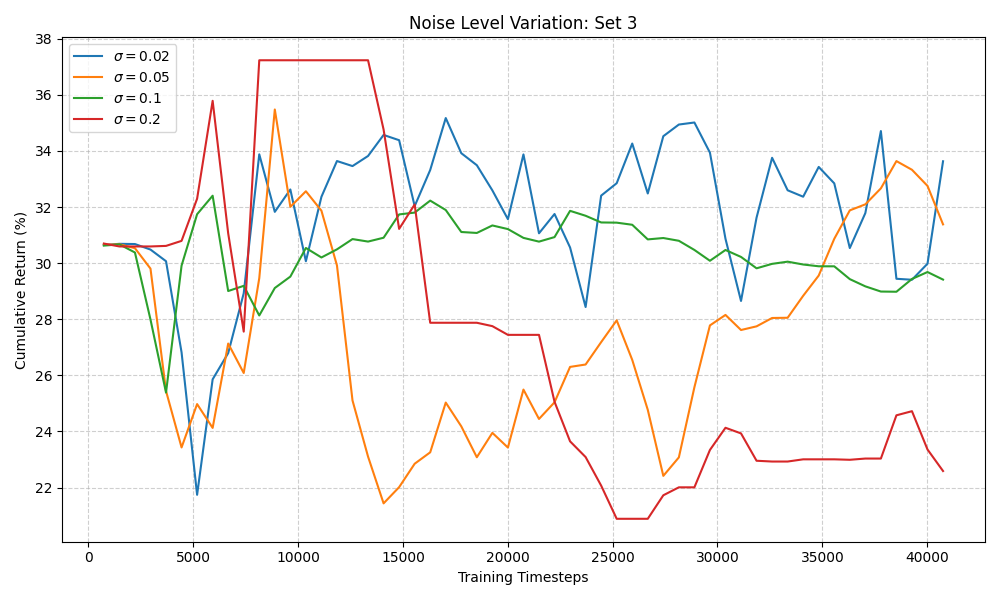 Noise Level Variation: Set 3
σ = 0.02
σ = 0.05
σ = 0.1
σ = 0.2
Cumulative Return (%)
38
36
34
32
30
28
26
24
22
0 5000 10000 15000 20000 25000 30000 35000 40000
Training Timesteps